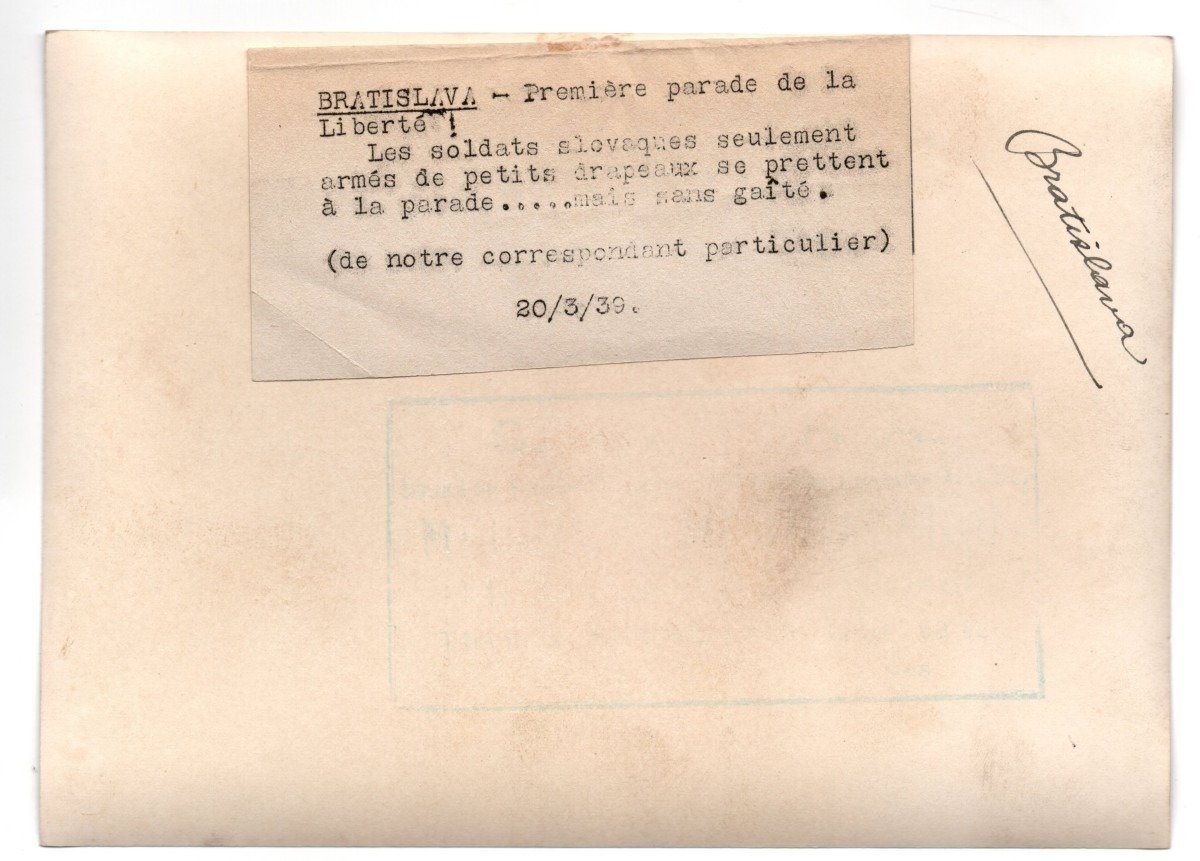 BRATISLAVA - Première parade de la
Liberté !
Les soldats slovaques seulement
armés de petits drapeaux se prettent
à la parade.....mais sans gaîté.
(de notre correspondant particulier)
20/3/39.
Bratislava